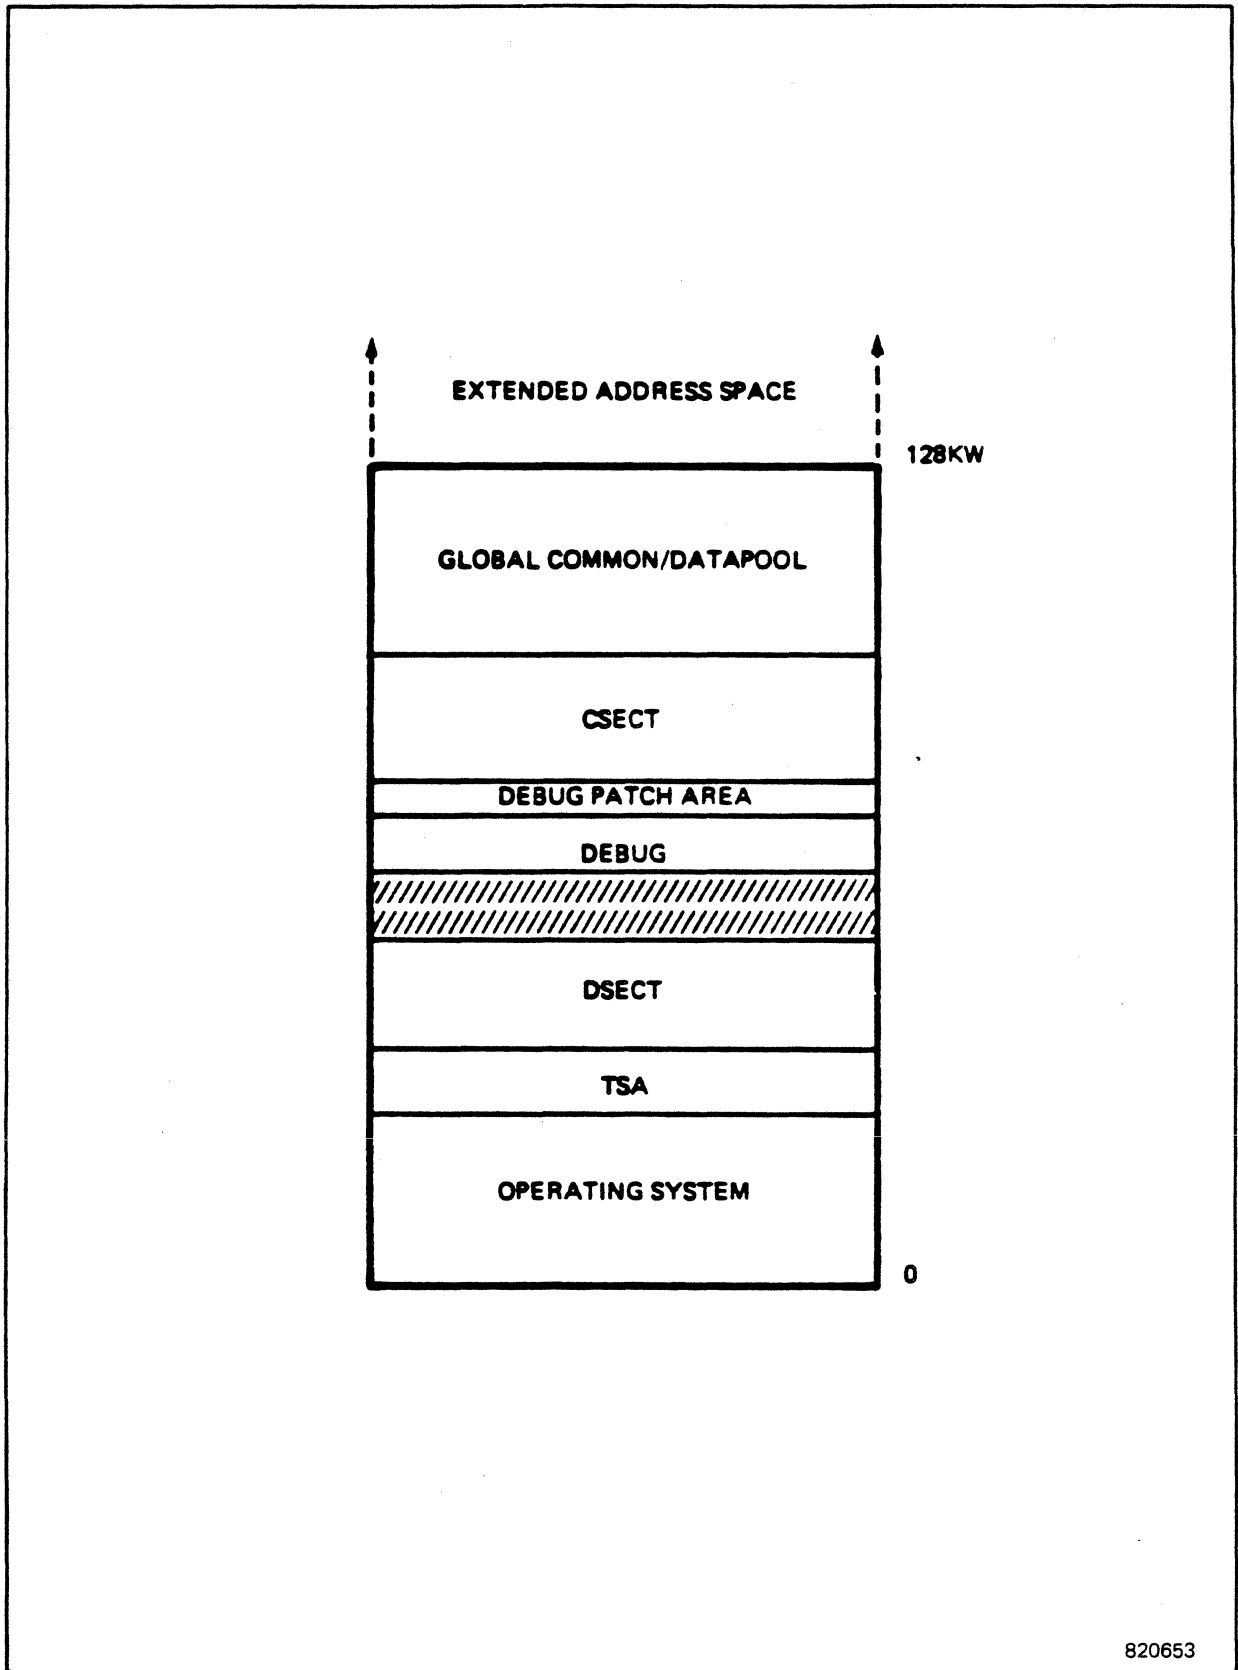 EXTENDED ADDRESS SPACE
128KW
GLOBAL COMMON/DATAPOOL
CSECT
DEBUG PATCH AREA
DEBUG
DSECT
TSA
OPERATING SYSTEM
0
820653